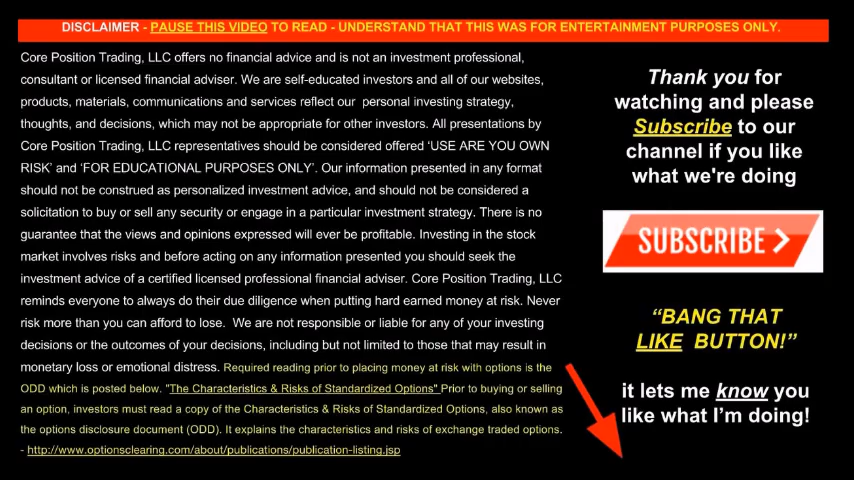 DISCLAIMER - PAUSE THIS VIDEO TO READ - UNDERSTAND THAT THIS WAS FOR ENTERTAINMENT PURPOSES ONLY.
Core Position Trading, LLC offers no financial advice and is not an investment professional,
consultant or licensed financial adviser. We are self-educated investors and all of our websites,
products, materials, communications and services reflect our personal investing strategy,
thoughts, and decisions, which may not be appropriate for other investors. All presentations by
Core Position Trading, LLC representatives should be considered offered ‘USE ARE YOU OWN
RISK’ and ‘FOR EDUCATIONAL PURPOSES ONLY’. Our information presented in any format
should not be construed as personalized investment advice, and should not be considered a
solicitation to buy or sell any security or engage in a particular investment strategy. There is no
guarantee that the views and opinions expressed will ever be profitable. Investing in the stock
market involves risks and before acting on any information presented you should seek the
investment advice of a certified licensed professional financial adviser. Core Position Trading, LLC
reminds everyone to always do their due diligence when putting hard earned money at risk. Never
risk more than you can afford to lose. We are not responsible or liable for any of your investing
decisions or the outcomes of your decisions, including but not limited to those that may result in
monetary loss or emotional distress. Required reading prior to placing money at risk with options is the
ODD which is posted below. "The Characteristics & Risks of Standardized Options" Prior to buying or selling
an option, investors must read a copy of the Characteristics & Risks of Standardized Options, also known as
the options disclosure document (ODD). It explains the characteristics and risks of exchange traded options.
- http://www.optionsclearing.com/about/publications/publication-listing.jsp
Thank you for
watching and please
Subscribe to our
channel if you like
what we're doing
SUBSCRIBE
“BANG THAT
LIKE BUTTON!”
it lets me know you
like what I’m doing!